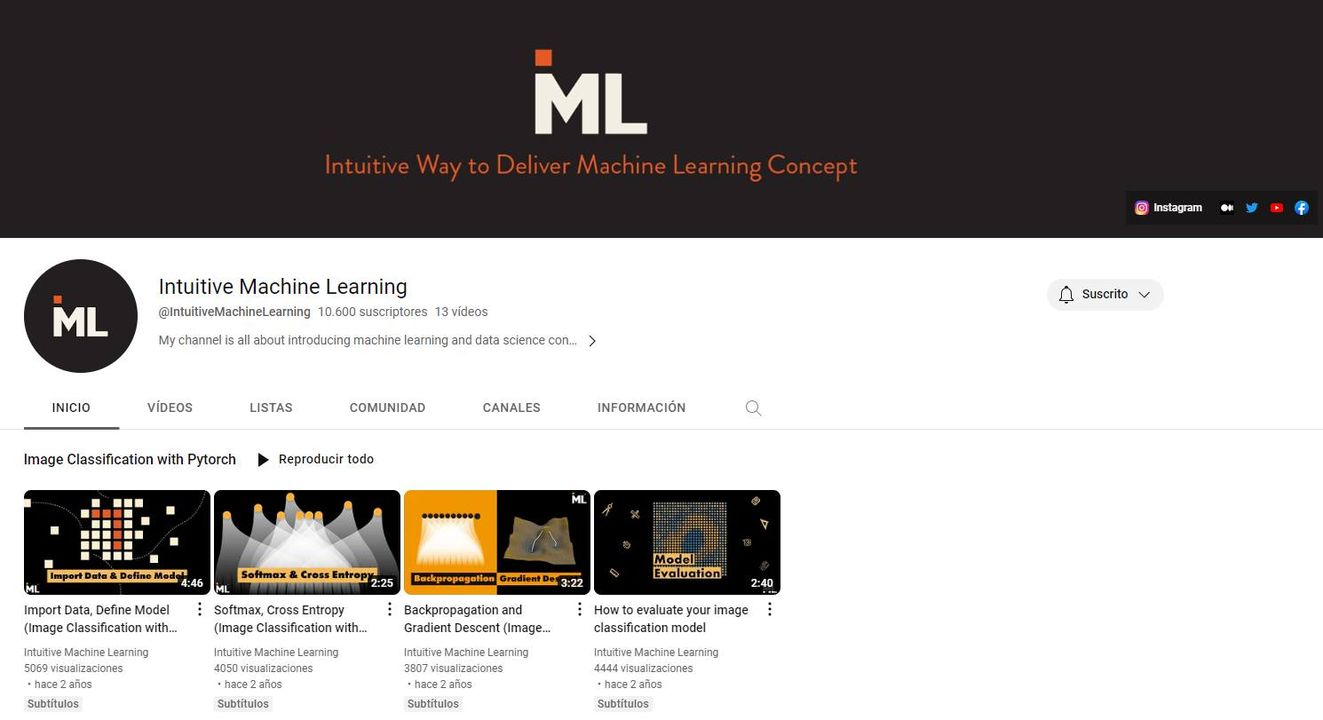 ML
Intuitive Way to Deliver Machine Learning Concept
Instagram
ML
Intuitive Machine Learning
@IntuitiveMachineLearning 10.600 suscriptores 13 vídeos
My channel is all about introducing machine learning and data science con...
Suscrito
INICIO VÍDEOS LISTAS COMUNIDAD CANALES INFORMACIÓN
Image Classification with Pytorch Reproducir todo
Import Data & Define Model
ML
4:46
Softmax & Cross Entropy
ML
2:25
ML
Backpropagation
Gradient Des
3:22
Model
Evaluation
2:40
Import Data, Define Model
(Image Classification with...
Intuitive Machine Learning
5069 visualizaciones
• hace 2 años
Subtítulos
Softmax, Cross Entropy
(Image Classification with...
Intuitive Machine Learning
4050 visualizaciones
• hace 2 años
Subtítulos
Backpropagation and
Gradient Descent (Image...
Intuitive Machine Learning
3807 visualizaciones
• hace 2 años
Subtítulos
How to evaluate your image
classification model
Intuitive Machine Learning
4444 visualizaciones
• hace 2 años
Subtítulos